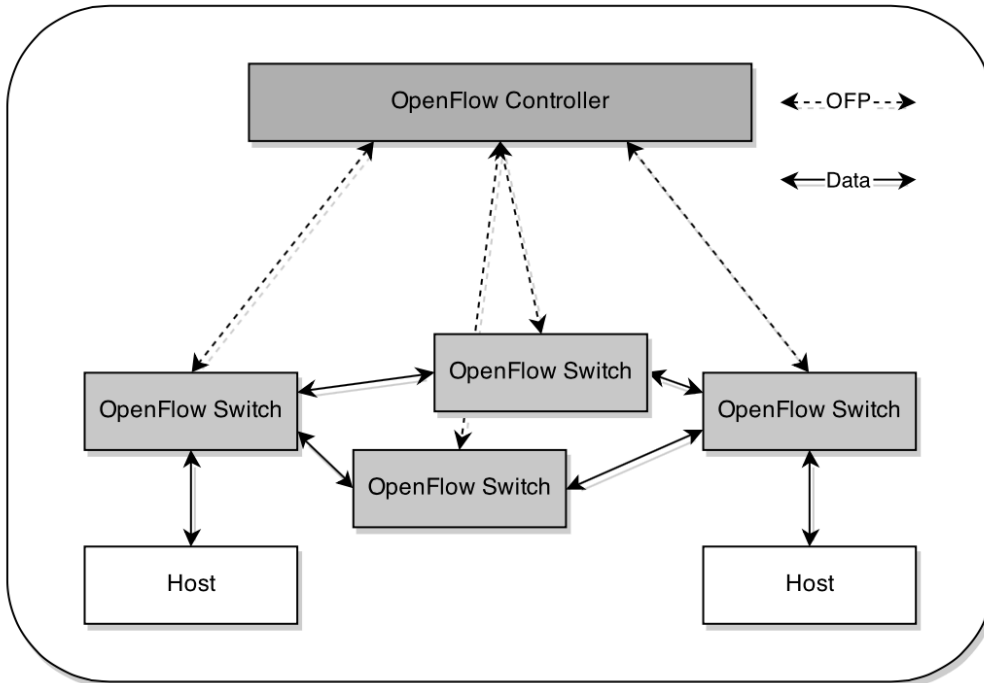 OpenFlow Controller
OFP
Data
OpenFlow Switch
OpenFlow Switch
OpenFlow Switch
OpenFlow Switch
Host
Host